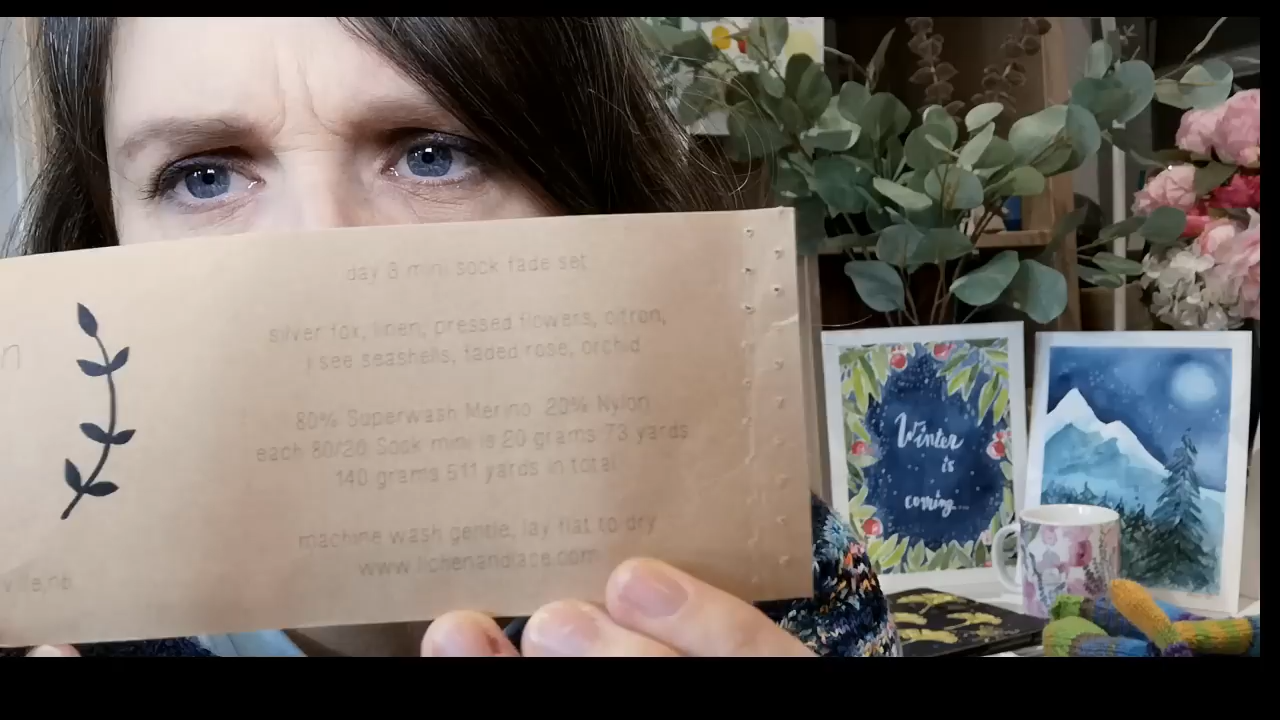 day 3 mini sock fade set
silver fox, linen, pressed flowers, citron,
I see seashells, faded rose, orchid
80% Superwash Merino 20% Nylon
each 80/20 Sock mini is 20 grams 73 yards
140 grams 511 yards in total
machine wash gentle, lay flat to dry
www.lichenandlace.com
n
ville,nb
Winter
is
coming...